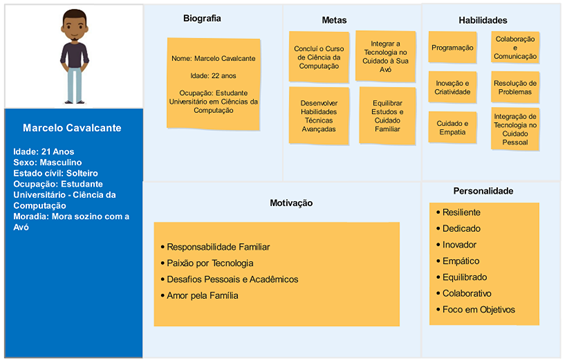 Marcelo Cavalcante
Idade: 21 Anos
Sexo: Masculino
Estado civil: Solteiro
Ocupação: Estudante
Universitário - Ciência da
Computação
Moradia: Mora sozino com a
Avó
Biografia
Nome: Marcelo Cavalcante
Idade: 22 anos
Ocupação: Estudante
Universitário em Ciências da
Computação
Metas
Concluí o Curso
de Ciência da
Computação
Integrar a
Tecnologia no
Cuidado à Sua
Avó
Desenvolver
Habilidades
Técnicas
Avançadas
Equilibrar
Estudos e
Cuidado
Familiar
Habilidades
Programação
Colaboração
e
Comunicação
Inovação e
Criatividade
Resolução de
Problemas
Cuidado e
Empatia
Integração de
Tecnologia no
Cuidado
Pessoal
Motivação
• Responsabilidade Familiar
• Paixão por Tecnologia
• Desafios Pessoais e Acadêmicos
• Amor pela Família
Personalidade
• Resiliente
• Dedicado
• Inovador
• Empático
• Equilibrado
• Colaborativo
• Foco em Objetivos